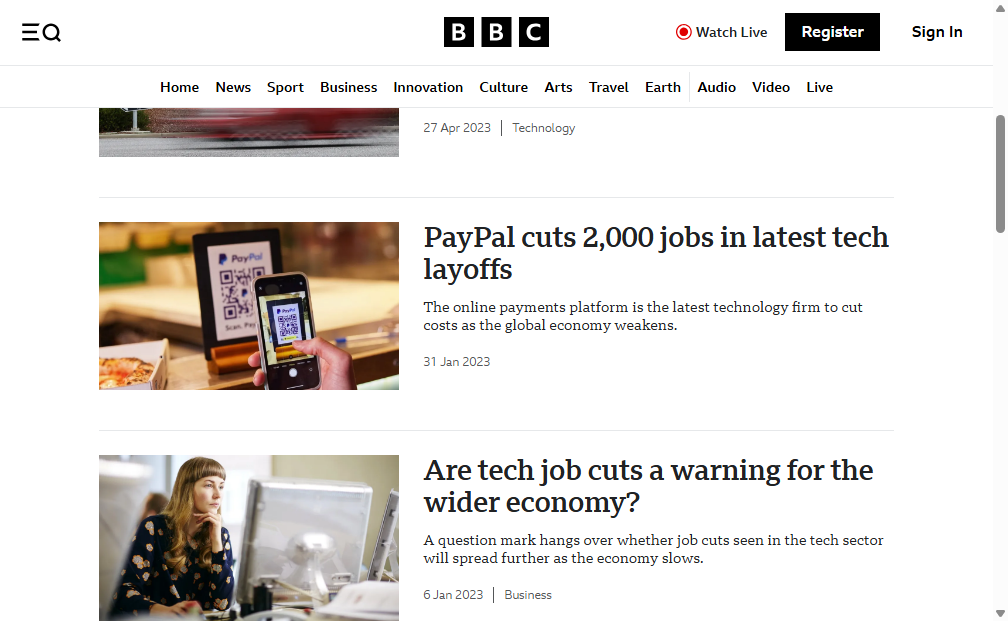 BBC
Watch Live
Register
Sign In
Home News Sport Business Innovation Culture Arts Travel Earth Audio Video Live
27 Apr 2023 Technology
PayPal
Scan. Pay.
PayPal
PayPal cuts 2,000 jobs in latest tech
layoffs
The online payments platform is the latest technology firm to cut
costs as the global economy weakens.
31 Jan 2023
Are tech job cuts a warning for the
wider economy?
A question mark hangs over whether job cuts seen in the tech sector
will spread further as the economy slows.
6 Jan 2023 Business